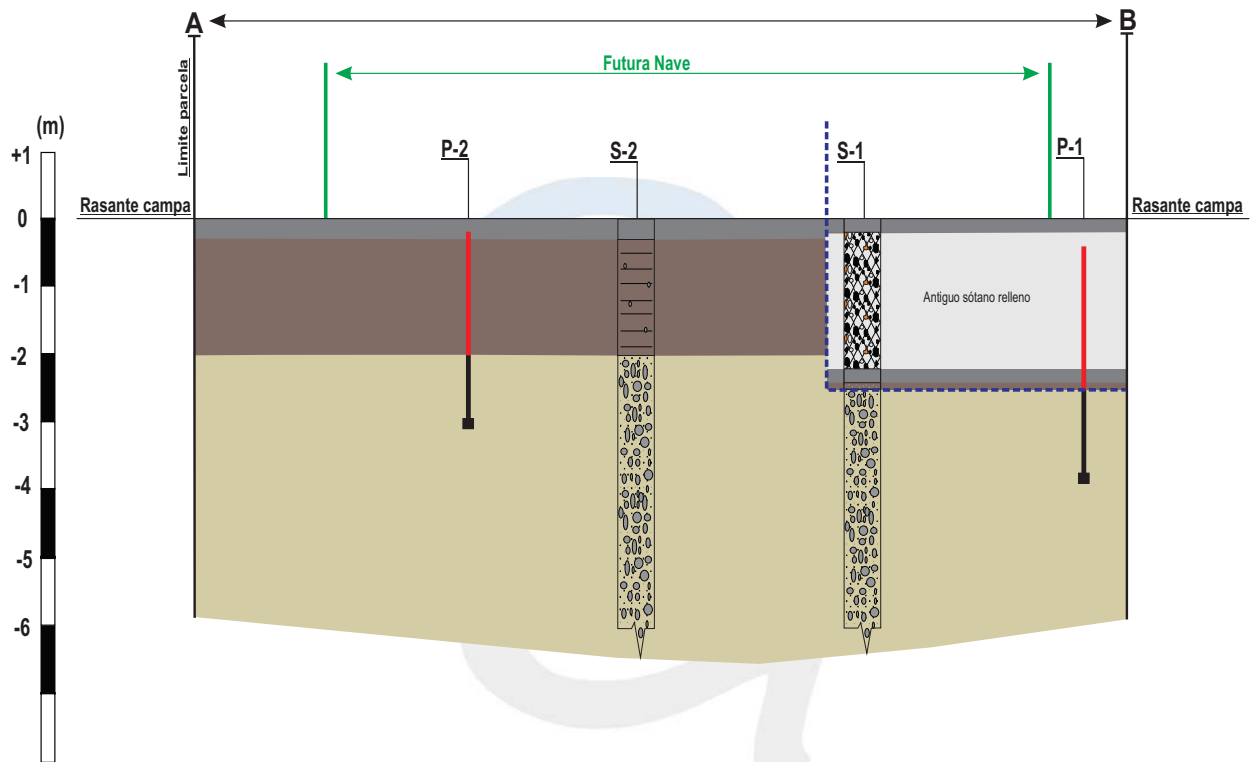 A
B
Futura Nave
Límite parcela
(m)
P-2
S-2
S-1
P-1
+1
Rasante campa
Rasante campa
0
-1
Antiguo sótano relleno
-2
-3
-4
-5
-6